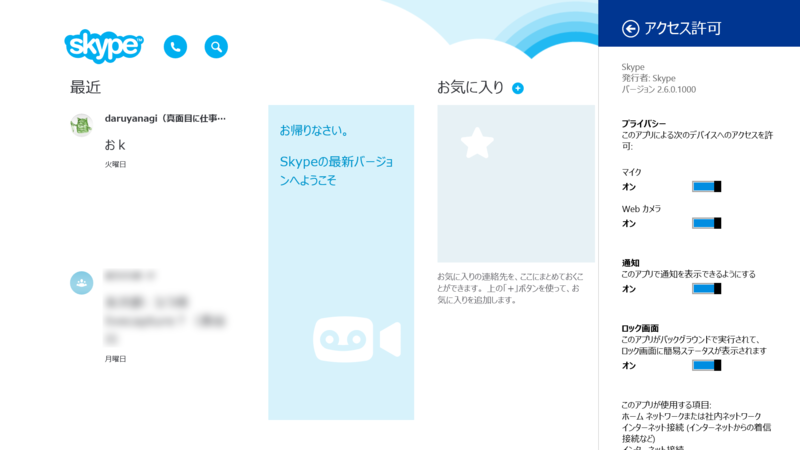 skype
最近
daruyanagi（真面目に仕事…
おｋ
火曜日
月曜日
お帰りなさい。
Skypeの最新バージョ
ンへようこそ
お気に入り
お気に入りの連絡先を、ここにまとめておくこ
とができます。上の「＋」ボタンを使って、お
気に入りを追加します。
アクセス許可
Skype
発行者: Skype
バージョン 2.6.0.1000
プライバシー
このアプリによる次のデバイスへのアクセスを許
可:
マイク
オン
Web カメラ
オン
通知
このアプリで通知を表示できるようにする
オン
ロック画面
このアプリがバックグラウンドで実行されて、
ロック画面に簡易ステータスが表示されます
オン
このアプリが使用する項目:
ホーム ネットワークまたは社内ネットワーク
インターネット接続 (インターネットからの着信
接続など)
インターネット接続